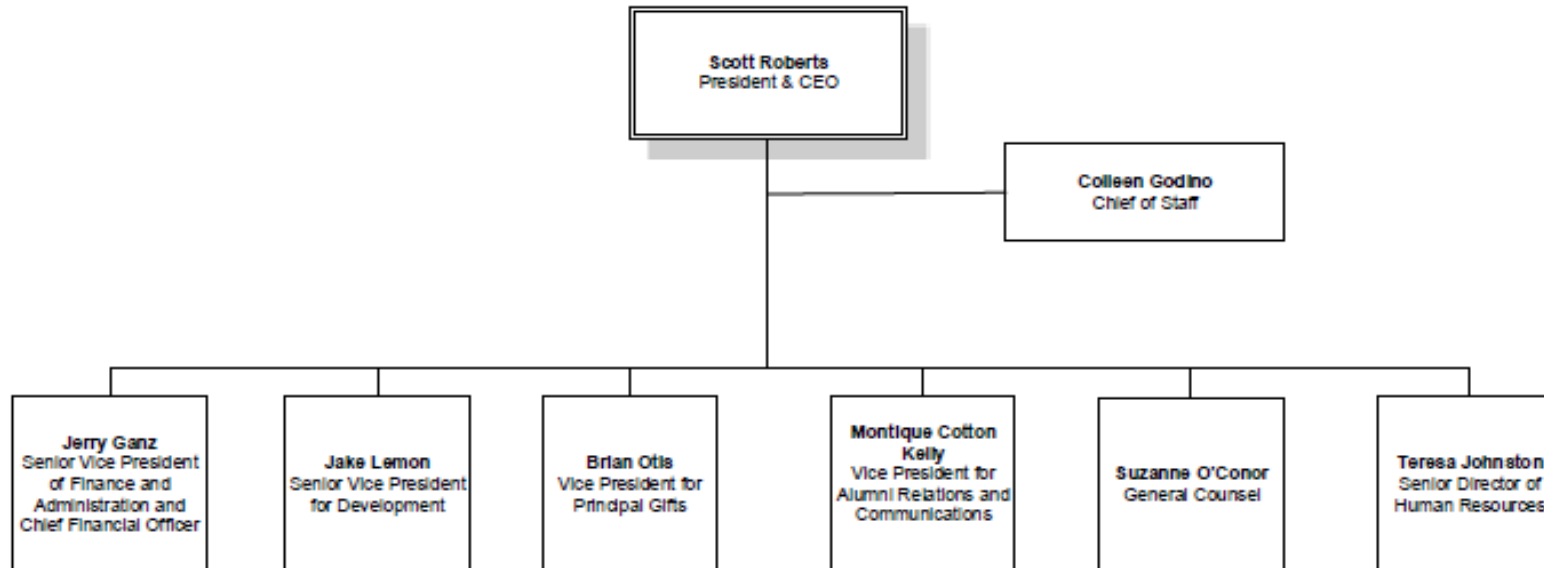 Scott Roberts
President & CEO
Colleen Godino
Chief of Staff
Jerry Ganz
Senior Vice President
of Finance and
Administration and
Chief Financial Officer
Jake Lemon
Senior Vice President
for Development
Brian Otis
Vice President for
Principal Gifts
Montique Cotton
Kelly
Vice President for
Alumni Relations and
Communications
Suzanne O'Conor
General Counsel
Teresa Johnston
Senior Director of
Human Resources